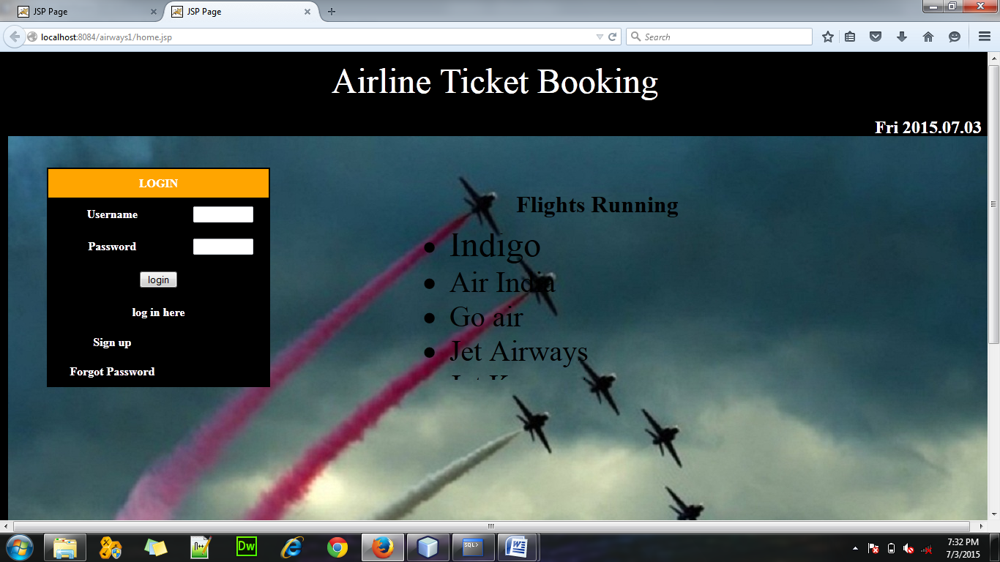 JSP Page
JSP Page
localhost:8084/airways1/home.jsp
Search
Airline Ticket Booking
Fri 2015.07.03
LOGIN
Username
Password
login
log in here
Sign up
Forgot Password
Flights Running
Indigo
Air India
Go air
Jet Airways
Dw
SQL>
7:32 PM
7/3/2015